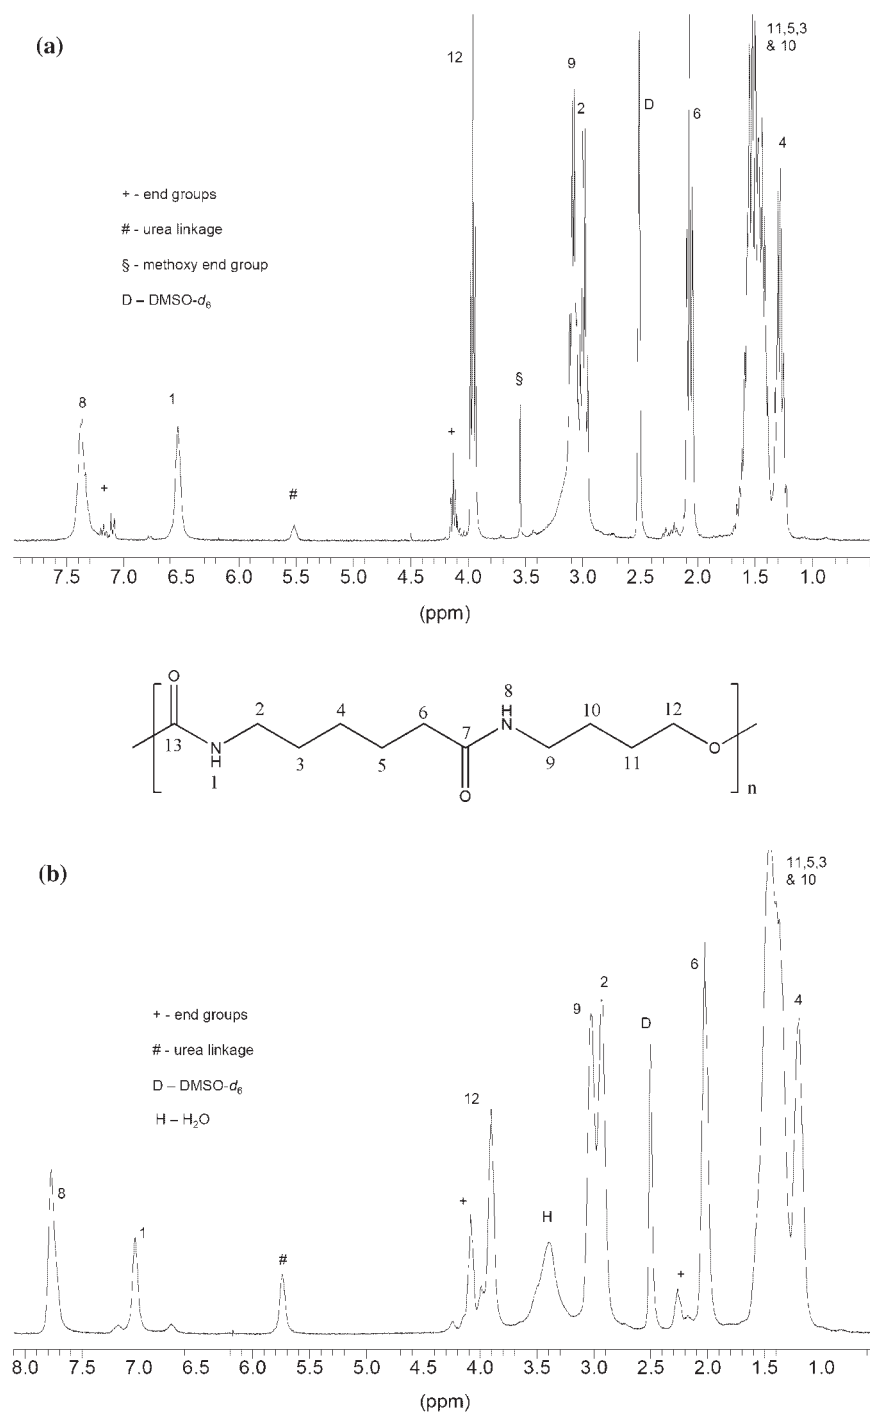 (a)
11,5,3
& 10
12
9
2
D
6
4
+ - end groups
# - urea linkage
§ - methoxy end group
D – DMSO-d6
8
+
1
#
+
§
7.5 7.0 6.5 6.0 5.5 5.0 4.5 4.0 3.5 3.0 2.5 2.0 1.5 1.0
(ppm)
O
8
H
N
2
4
6
10
12
13
7
N
H
1
3
5
9
11
O
O
n
(b)
11,5,3
& 10
6
2
9
4
+ - end groups
D
# - urea linkage
D – DMSO-d6
H – H2O
12
8
+
1
H
#
+
8.0 7.5 7.0 6.5 6.0 5.5 5.0 4.5 4.0 3.5 3.0 2.5 2.0 1.5 1.0
(ppm)